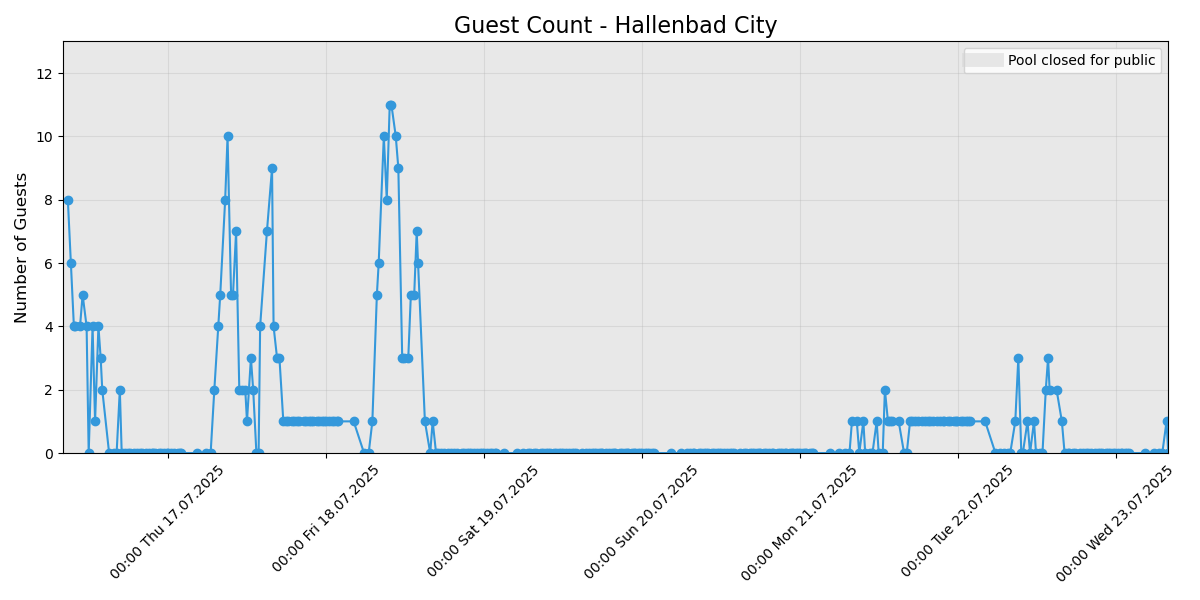 Guest Count - Hallenbad City
Pool closed for public
Number of Guests
12
10
8
6
4
2
0
00:00 Thu 17.07.2025
00:00 Fri 18.07.2025
00:00 Sat 19.07.2025
00:00 Sun 20.07.2025
00:00 Mon 21.07.2025
00:00 Tue 22.07.2025
00:00 Wed 23.07.2025